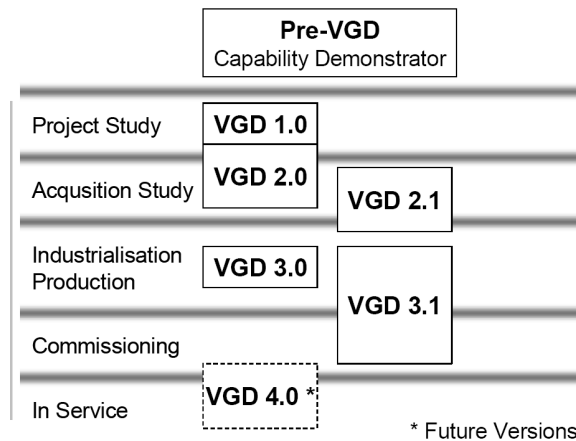 Pre-VGD
Capability Demonstrator
Project Study
VGD 1.0
Acqusition Study
VGD 2.0
VGD 2.1
Industrialisation
Production
VGD 3.0
VGD 3.1
Commissioning
In Service
VGD 4.0 *
* Future Versions